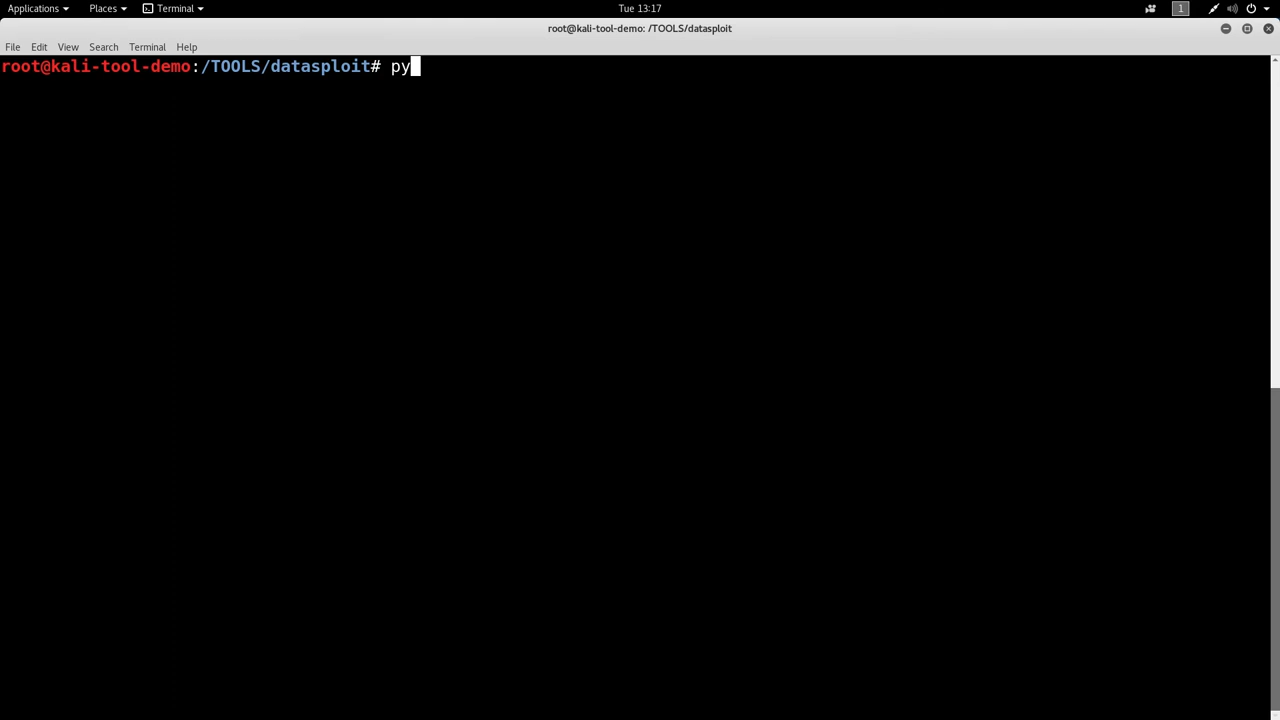 Applications Places Terminal Tue 13:17 1
root@kali-tool-demo: /TOOLS/datasploit
File Edit View Search Terminal Help
root@kali-tool-demo:/TOOLS/datasploit# py